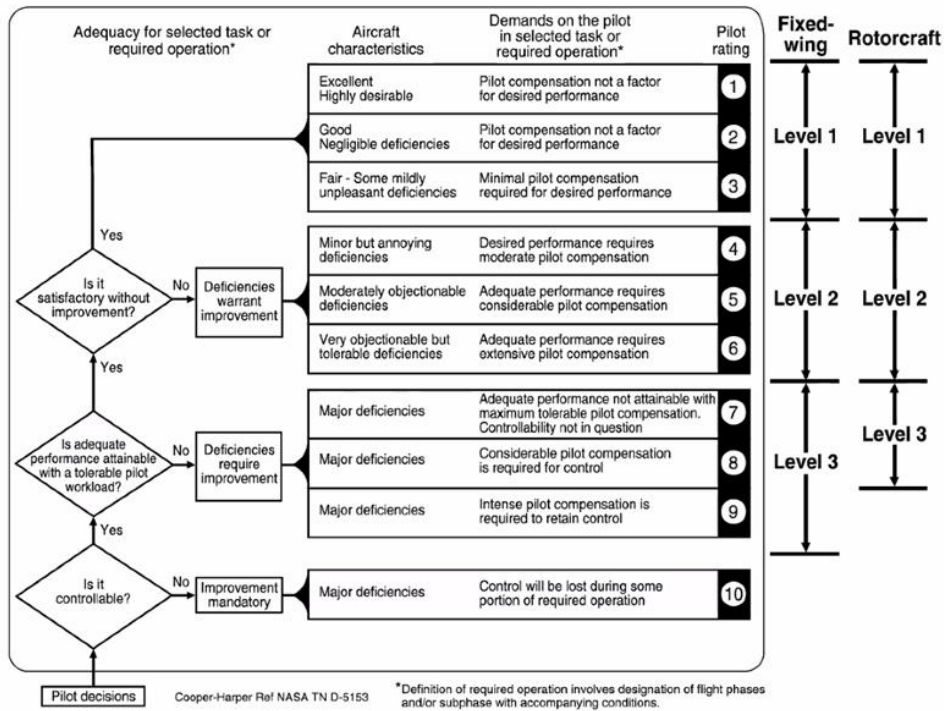 Adequacy for selected task or
required operation*
Aircraft
characteristics
Demands on the pilot
in selected task or
required operation*
Pilot
rating
Fixed-
wing
Rotorcraft
Excellent
Highly desirable
Pilot compensation not a factor
for desired performance
1
Good
Negligible deficiencies
Pilot compensation not a factor
for desired performance
2
Fair - Some mildly
unpleasant deficiencies
Minimal pilot compensation
required for desired performance
3
Level 1
Level 1
Yes
Is it
satisfactory without
improvement?
No
Deficiencies
warrant
improvement
Minor but annoying
deficiencies
Desired performance requires
moderate pilot compensation
4
Moderately objectionable
deficiencies
Adequate performance requires
considerable pilot compensation
5
Very objectionable but
tolerable deficiencies
Adequate performance requires
extensive pilot compensation
6
Level 2
Level 2
Yes
Is adequate
performance attainable
with a tolerable pilot
workload?
No
Deficiencies
require
improvement
Major deficiencies
Adequate performance not attainable with
maximum tolerable pilot compensation.
Controllability not in question
7
Major deficiencies
Considerable pilot compensation
is required for control
8
Major deficiencies
Intense pilot compensation is
required to retain control
9
Level 3
Level 3
Yes
Is it
controllable?
No
Improvement
mandatory
Major deficiencies
Control will be lost during some
portion of required operation
10
Pilot decisions
Cooper-Harper Ref NASA TN D-5153
*Definition of required operation involves designation of flight phases
and/or subphase with accompanying conditions.